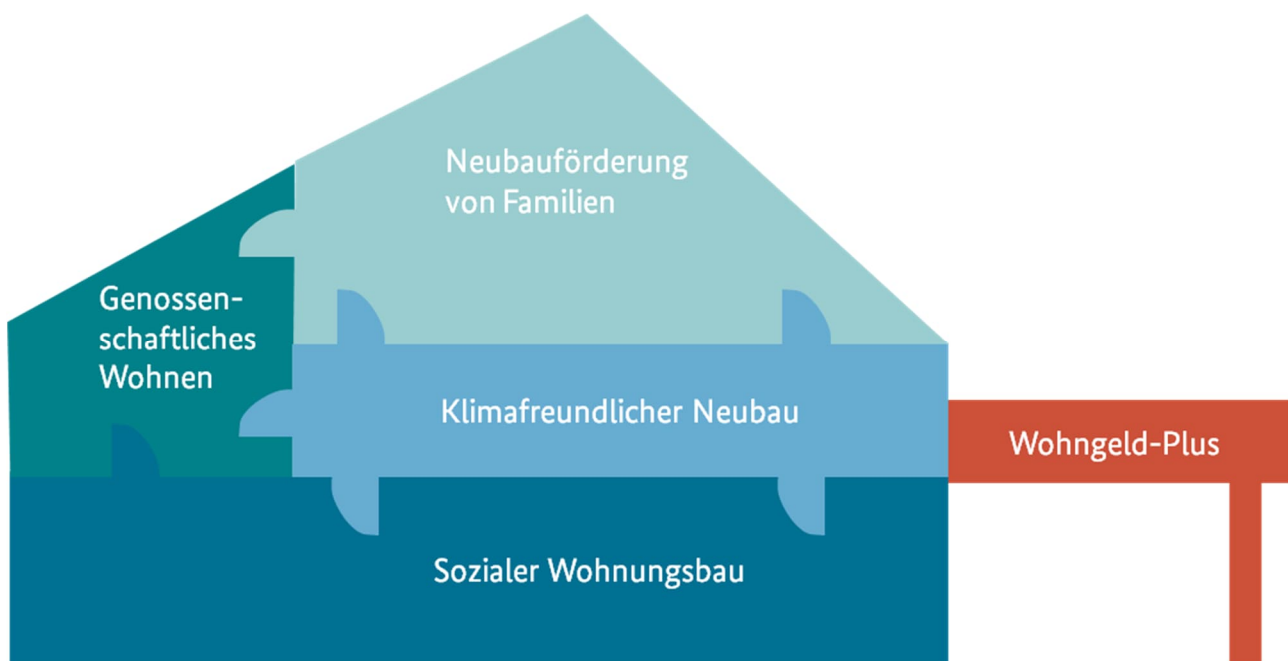 Neubauförderung
von Familien
Genossen-
schaftliches
Wohnen
Klimafreundlicher Neubau
Wohngeld-Plus
Sozialer Wohnungsbau